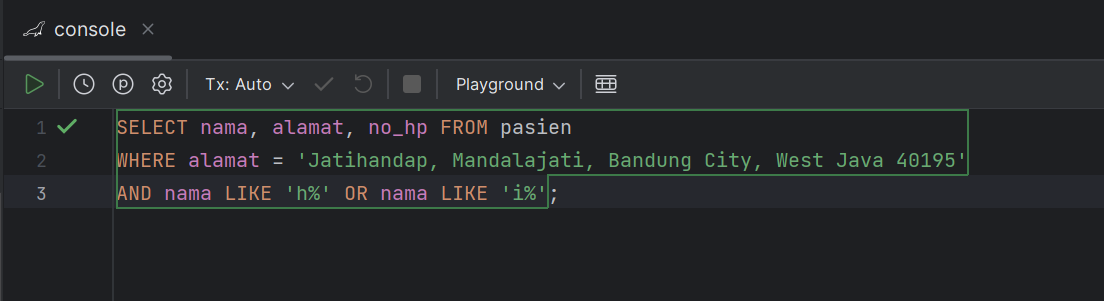 console
Tx: Auto Playground
1 SELECT nama, alamat, no_hp FROM pasien
2 WHERE alamat = 'Jatihandap, Mandalajati, Bandung City, West Java 40195'
3 AND nama LIKE 'h%' OR nama LIKE 'i%';